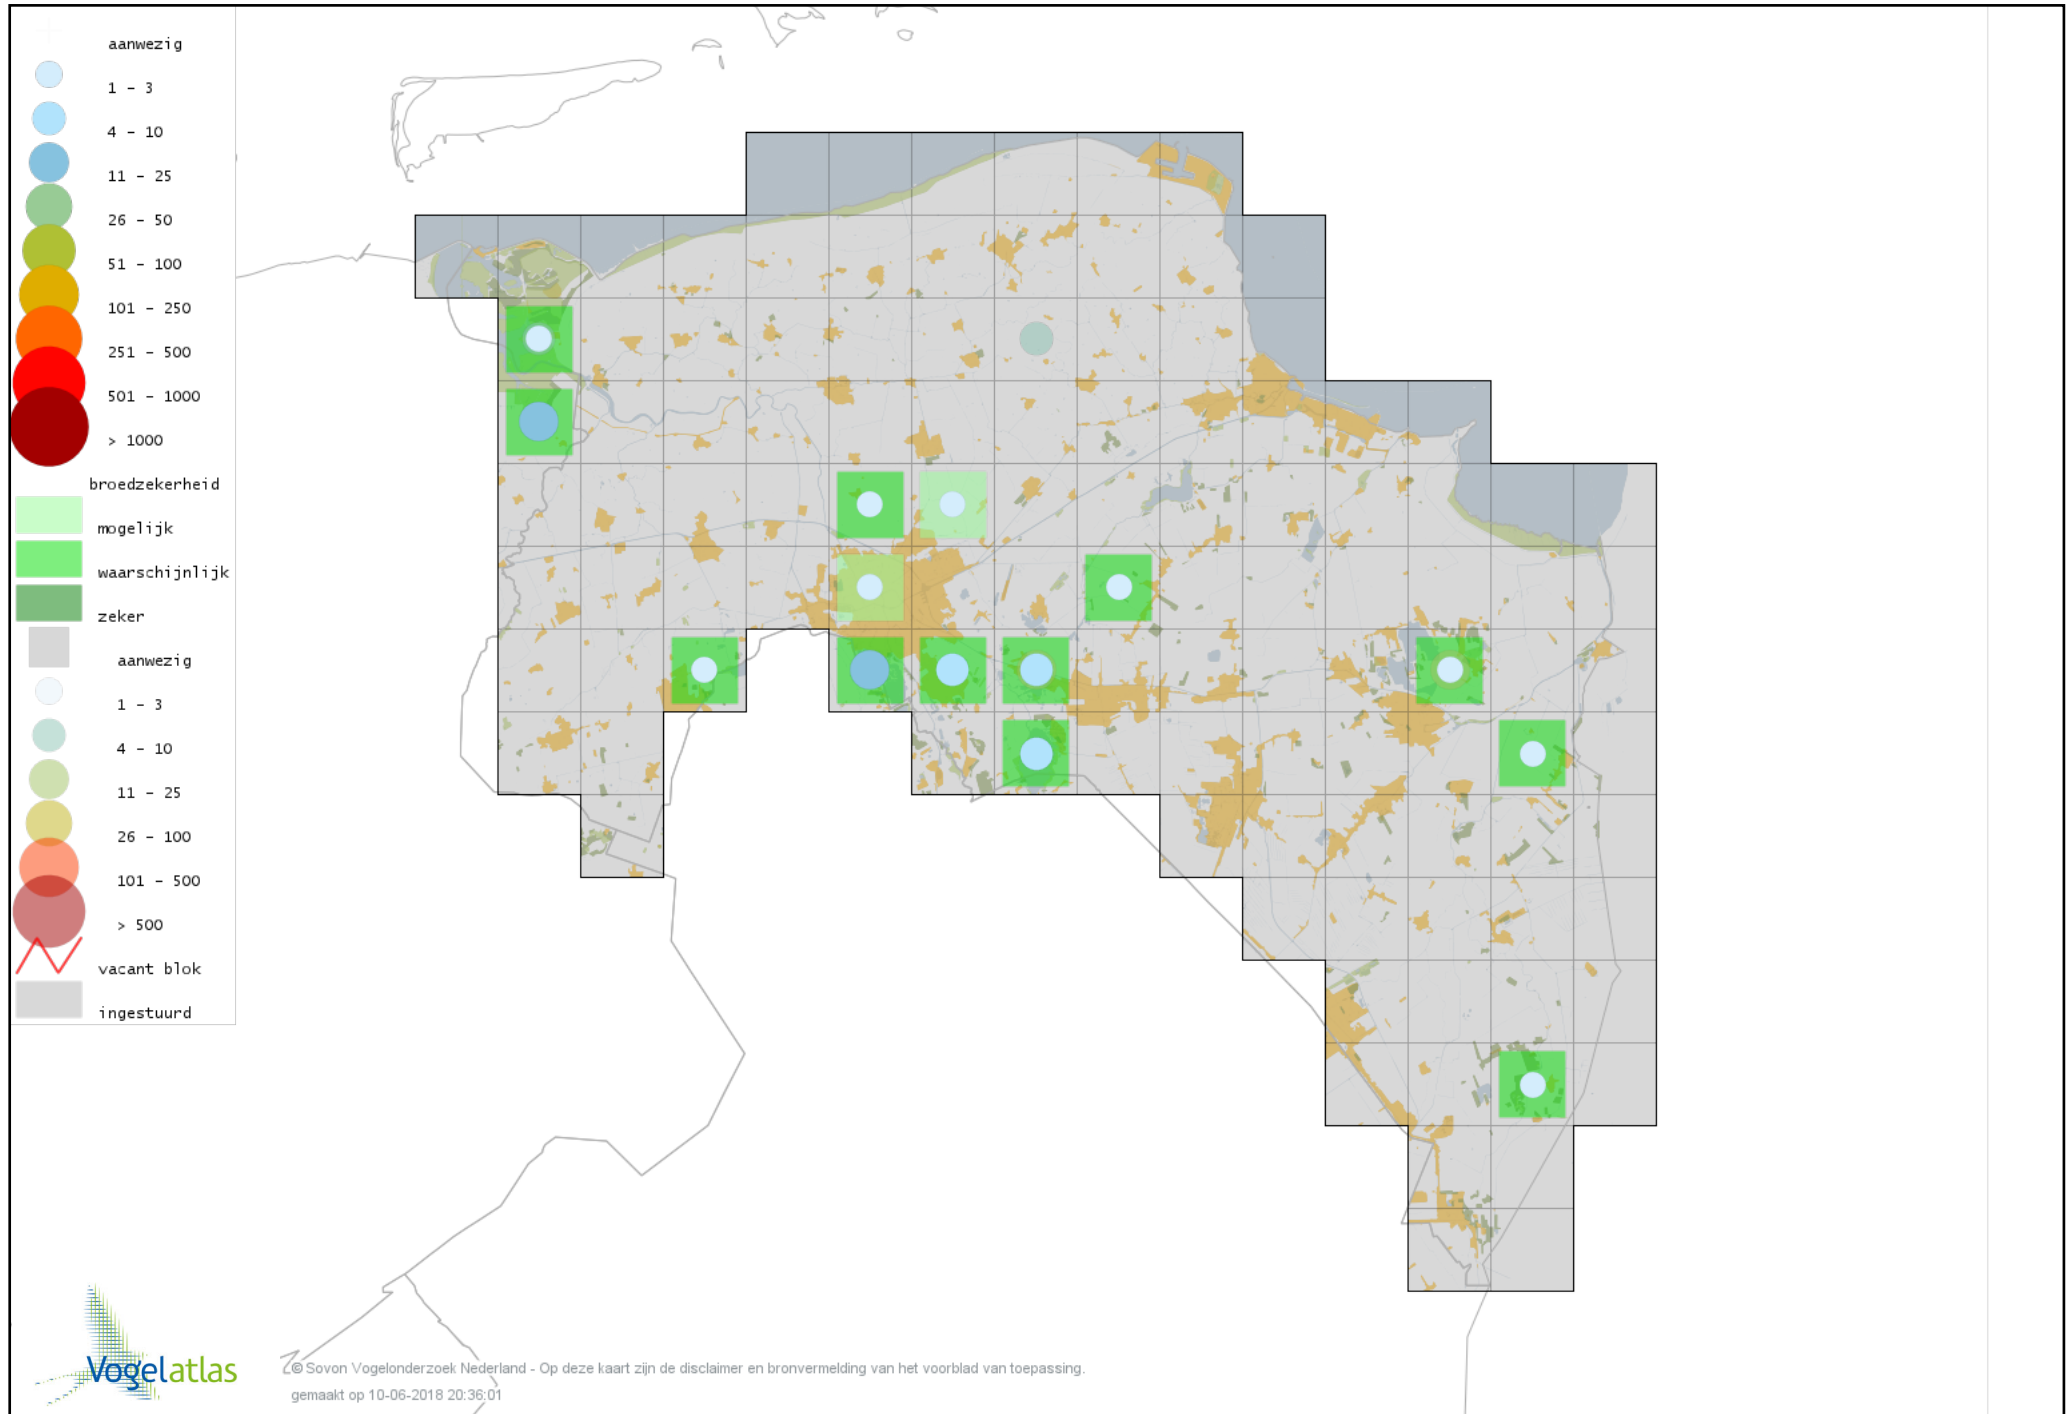 aanwezig
1 - 3
4 - 10
11 - 25
26 - 50
51 - 100
101 - 250
251 - 500
501 - 1000
> 1000
broedzekerheid
mogelijk
waarschijnlijk
zeker
aanwezig
1 - 3
4 - 10
11 - 25
26 - 100
101 - 500
> 500
vacant blok
ingestuurd
Vogelatlas
© Sovon Vogelonderzoek Nederland - Op deze kaart zijn de disclaimer en bronvermelding van het voorblad van toepassing.
gemaakt op 10-06-2018 20:36:01